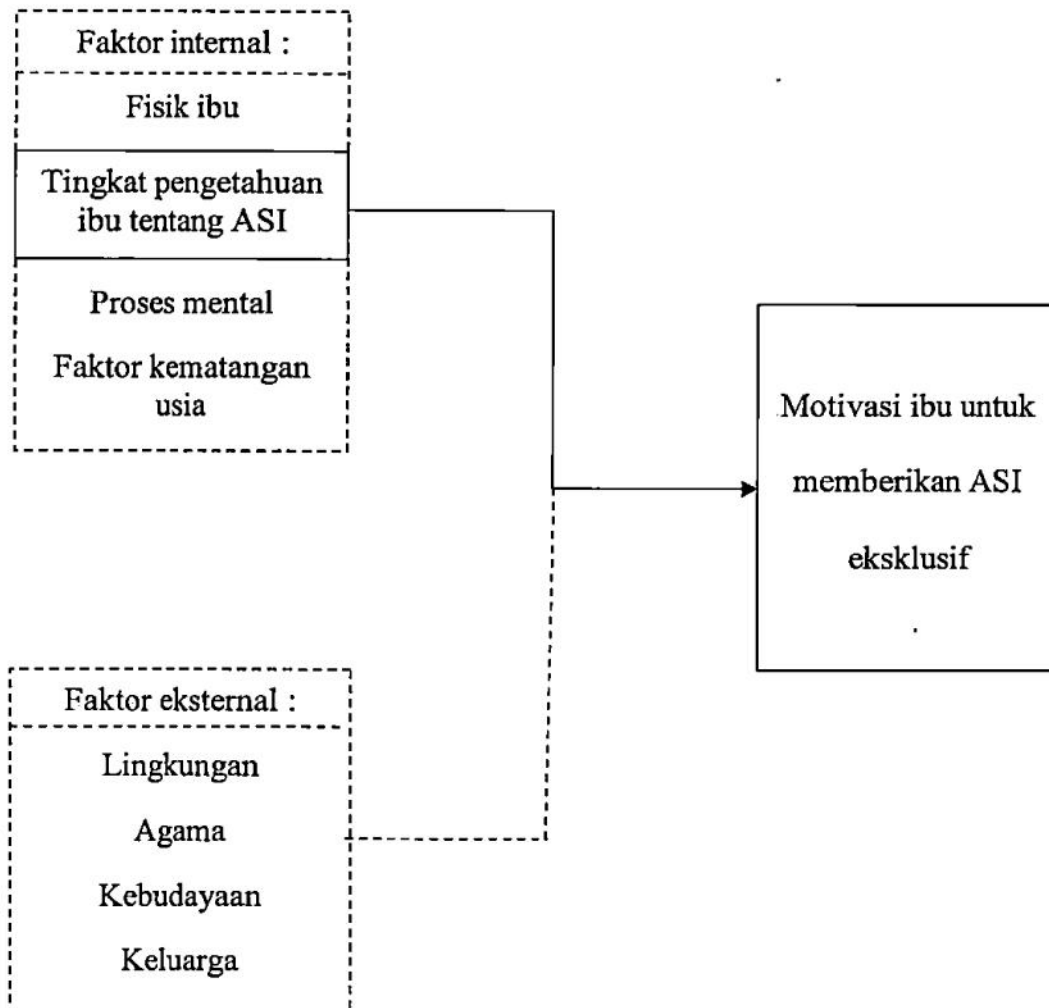 Faktor internal :
Fisik ibu
Tingkat pengetahuan
ibu tentang ASI
Proses mental
Faktor kematangan
usia
Motivasi ibu untuk
memberikan ASI
eksklusif
Faktor eksternal :
Lingkungan
Agama
Kebudayaan
Keluarga